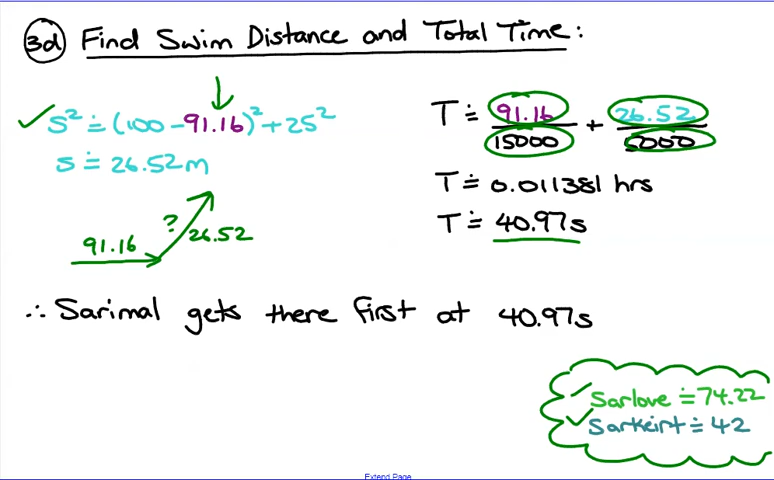 3d Find Swim Distance and Total Time:
S² ≐ (100 - 91.16)² + 25²
S ≐ 26.52m
91.16
?
26.52
T ≐ 91.16/15000 + 26.52/5000
T ≐ 0.011381 hrs
T ≐ 40.97s
∴ Sarimal gets there first at 40.97s
Sarlove ≐ 74.22
Sarkeirt ≐ 42
Extend Page